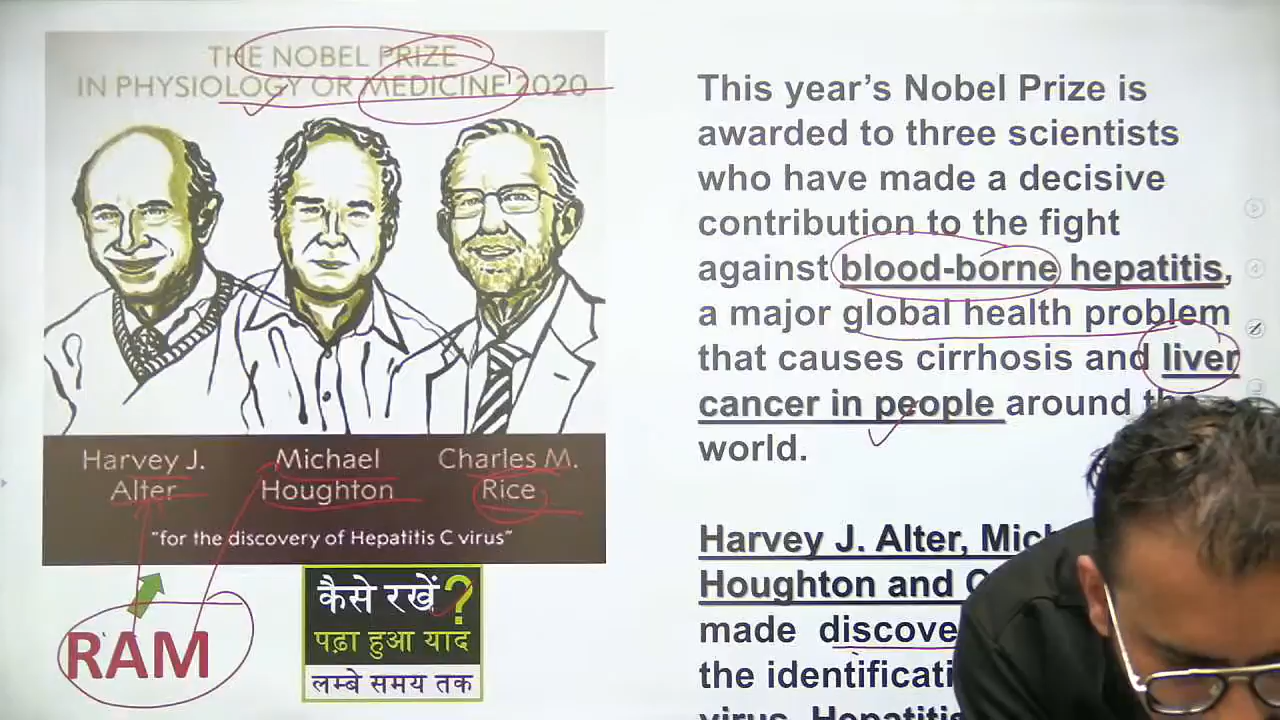 THE NOBEL PRIZE
IN PHYSIOLOGY OR MEDICINE 2020
Harvey J.
Alter
Michael
Houghton
Charles M.
Rice
"for the discovery of Hepatitis C virus"
RAM
कैसे रखें ?
पढ़ा हुआ याद
लम्बे समय तक
This year's Nobel Prize is
awarded to three scientists
who have made a decisive
contribution to the fight
against blood-borne hepatitis,
a major global health problem
that causes cirrhosis and liver
cancer in people around the
world.
Harvey J. Alter,
Houghton and
made
the
virus,